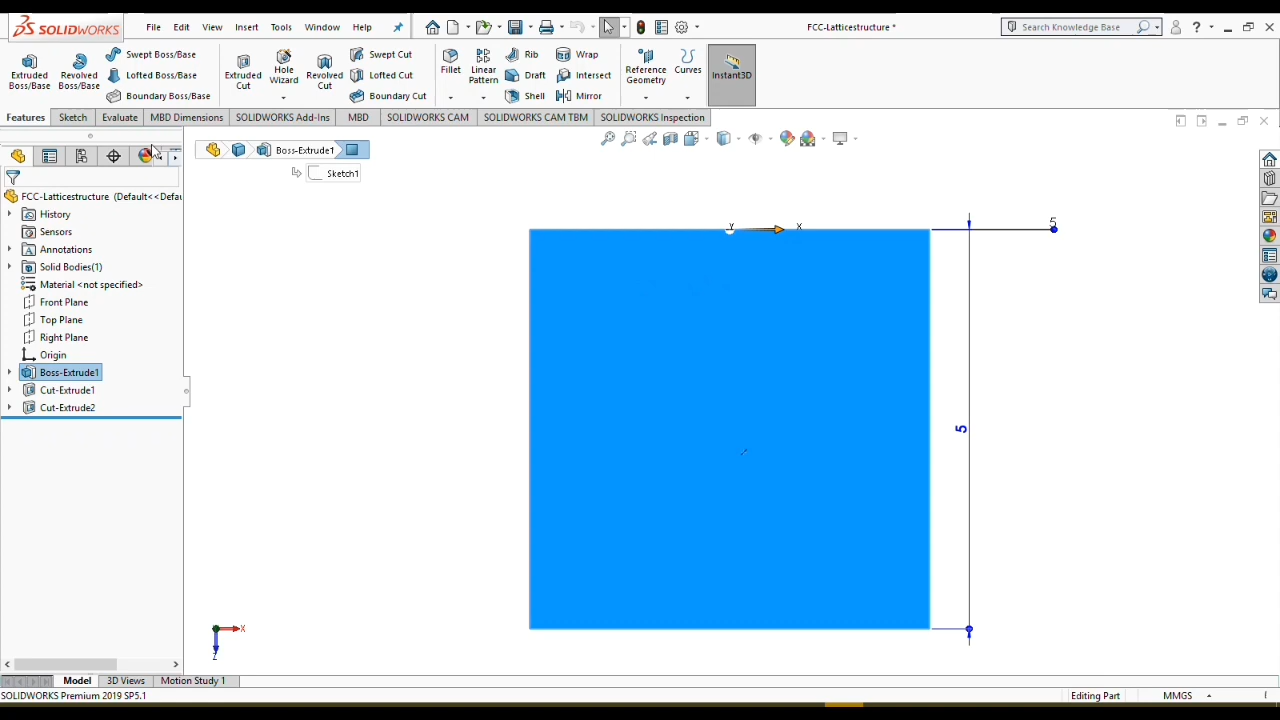 SOLIDWORKS File Edit View Insert Tools Window Help FCC-Latticestructure * Search Knowledge Base ?
Extruded Boss/Base Revolved Boss/Base Swept Boss/Base Extruded Cut Hole Wizard Revolved Cut Swept Cut Fillet Linear Pattern Rib Wrap Reference Geometry Curves Instant3D
Lofted Boss/Base Lofted Cut Draft Intersect
Boundary Boss/Base Boundary Cut Shell Mirror
Features Sketch Evaluate MBD Dimensions SOLIDWORKS Add-Ins MBD SOLIDWORKS CAM SOLIDWORKS CAM TBM SOLIDWORKS Inspection
Boss-Extrude1
Sketch1
FCC-Latticestructure (Default<<Defau
History
Sensors
Annotations
Solid Bodies(1)
Material <not specified>
Front Plane
Top Plane
Right Plane
Origin
Boss-Extrude1
Cut-Extrude1
Cut-Extrude2
Y X 5
5
X
Z
Model 3D Views Motion Study 1
SOLIDWORKS Premium 2019 SP5.1 Editing Part MMGS